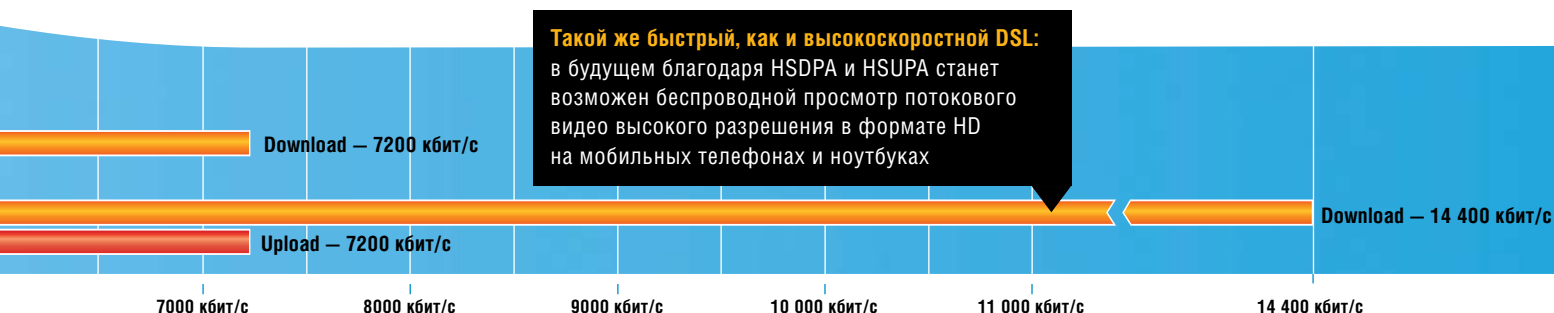 Такой же быстрый, как и высокоскоростной DSL:
в будущем благодаря HSDPA и HSUPA станет
возможен беспроводной просмотр потокового
видео высокого разрешения в формате HD
на мобильных телефонах и ноутбуках
Download — 7200 кбит/с
Download — 14 400 кбит/с
Upload — 7200 кбит/с
7000 кбит/с
8000 кбит/с
9000 кбит/с
10 000 кбит/с
11 000 кбит/с
14 400 кбит/с